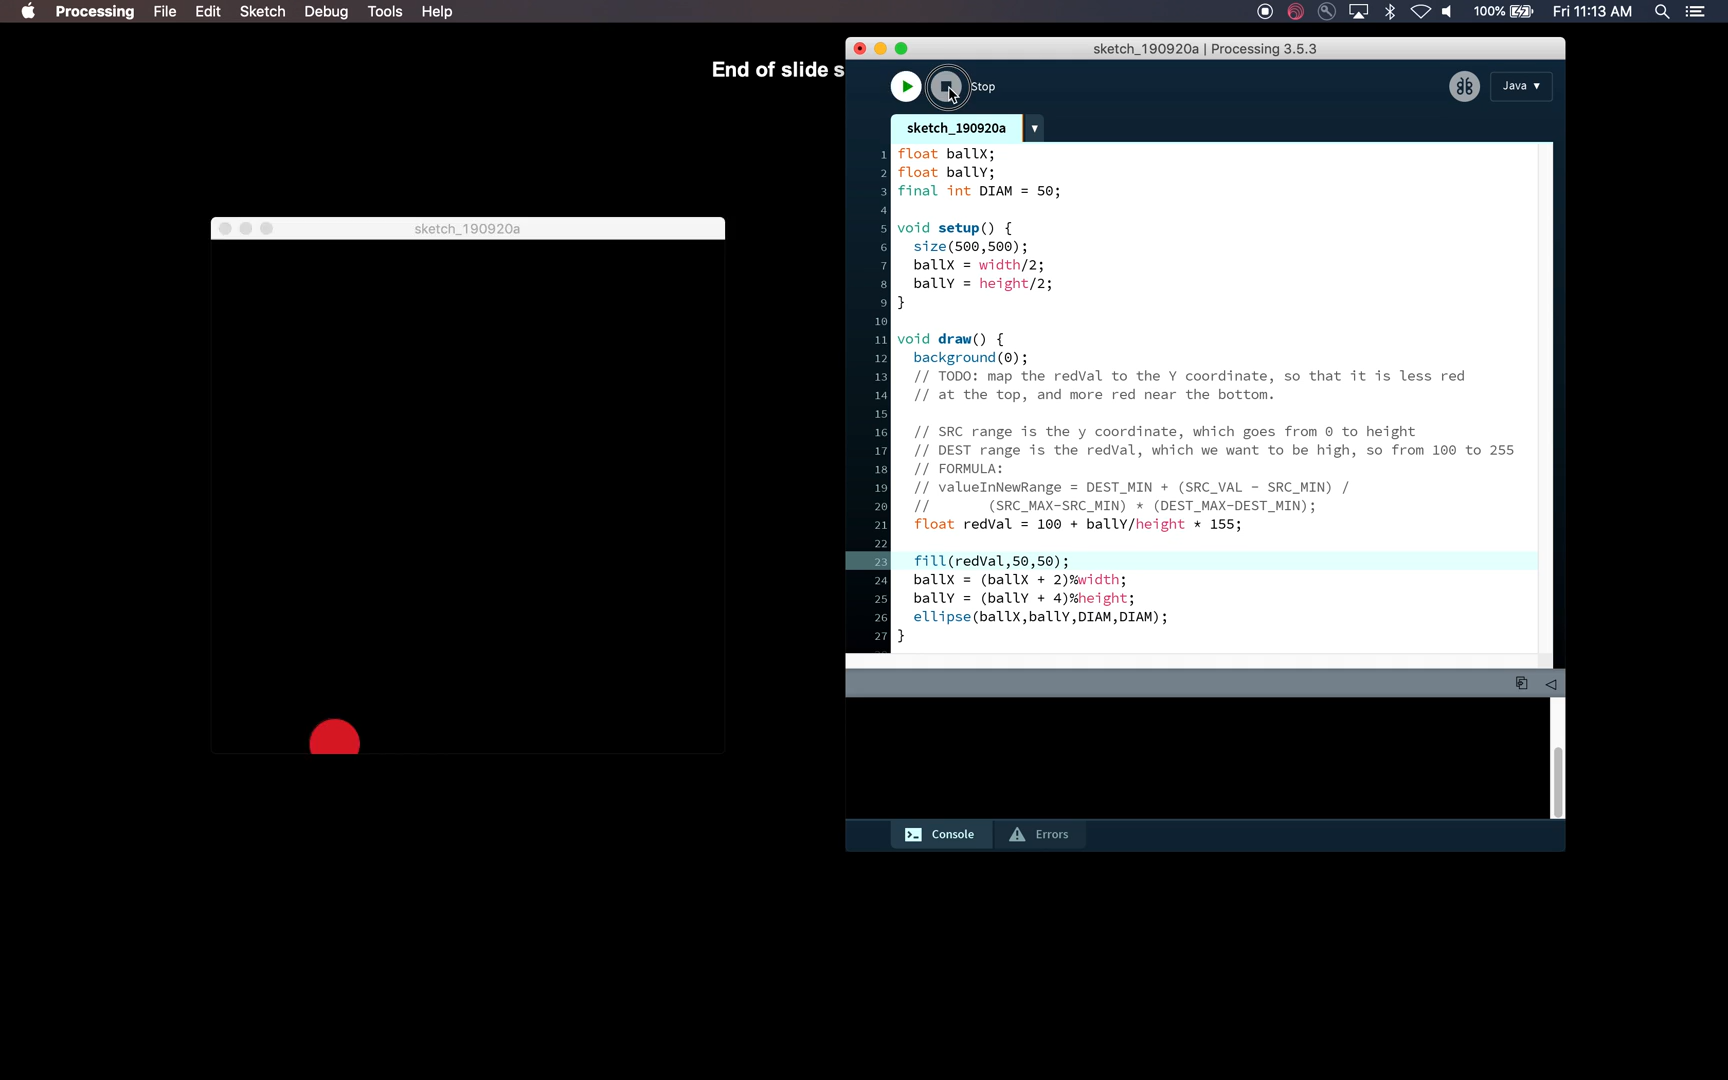 Processing File Edit Sketch Debug Tools Help 100% Fri 11:13 AM
End of slide s
sketch_190920a | Processing 3.5.3
Stop
Java ▾
sketch_190920a ▾
sketch_190920a
1 float ballX;
2 float ballY;
3 final int DIAM = 50;
4
5 void setup() {
6 size(500,500);
7 ballX = width/2;
8 ballY = height/2;
9 }
10
11 void draw() {
12 background(0);
13 // TODO: map the redVal to the Y coordinate, so that it is less red
14 // at the top, and more red near the bottom.
15
16 // SRC range is the y coordinate, which goes from 0 to height
17 // DEST range is the redVal, which we want to be high, so from 100 to 255
18 // FORMULA:
19 // valueInNewRange = DEST_MIN + (SRC_VAL - SRC_MIN) /
20 // (SRC_MAX-SRC_MIN) * (DEST_MAX-DEST_MIN);
21 float redVal = 100 + ballY/height * 155;
22
23 fill(redVal,50,50);
24 ballX = (ballX + 2)%width;
25 ballY = (ballY + 4)%height;
26 ellipse(ballX,ballY,DIAM,DIAM);
27 }
Console Errors